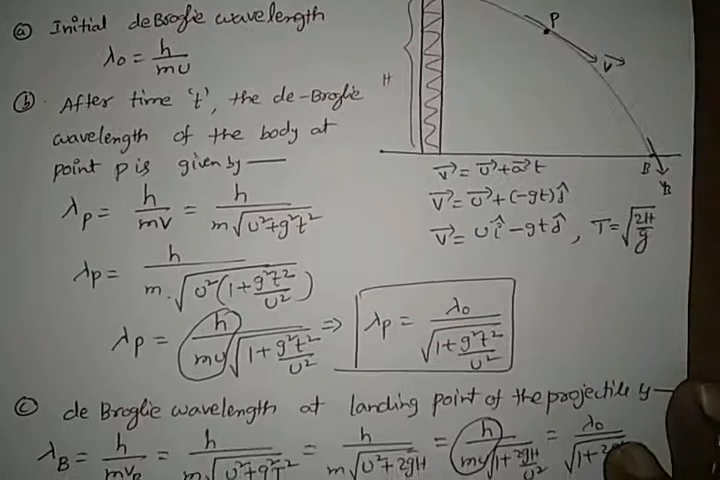 ⓐ Initial deBroglie wavelength
λ₀ = h/mU
ⓑ. After time 't', the de-Broglie
wavelength of the body at
point P is given by —
λp = h/mV = h/m√(U²+g²t²)
λp = h/m.√(U²(1+g²t²/U²))
λp = h/mU√(1+g²t²/U²) ⇒ λp = λ₀/√(1+g²t²/U²)
H
P
V⃗
B
V⃗ = U⃗ + a⃗ t
V⃗ = U⃗ + (-gt)ĵ
V⃗ = U î - gt ĵ , T = √(2H/g)
ⓒ de Broglie wavelength at landing point of the projectile
λB = h/mVB = h/m√(U²+g²T²) = h/m√(U²+2gH) = h/mU√(1+2gH/U²) = λ₀/√(1+2